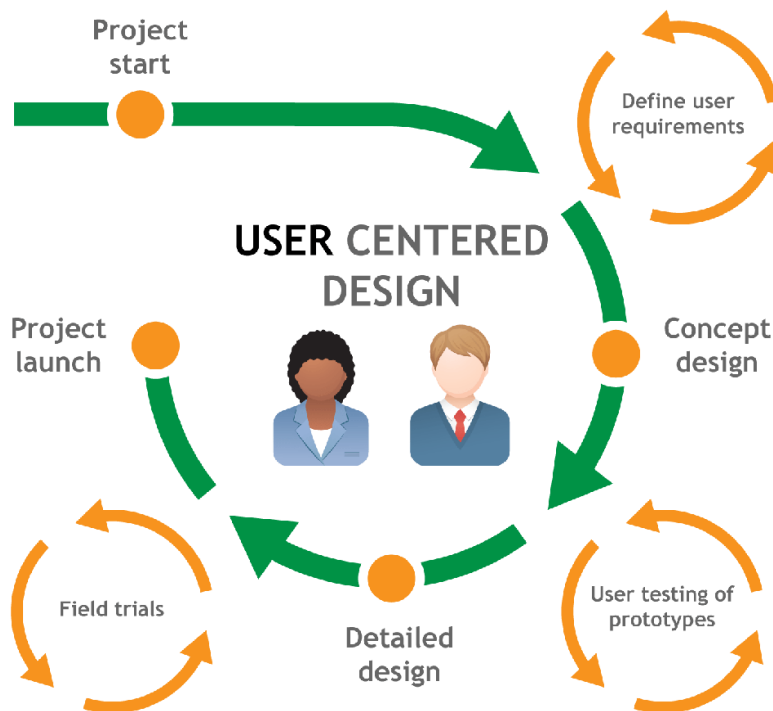 Project
start
Define user
requirements
USER CENTERED
DESIGN
Project
launch
Concept
design
Field trials
User testing of
prototypes
Detailed
design